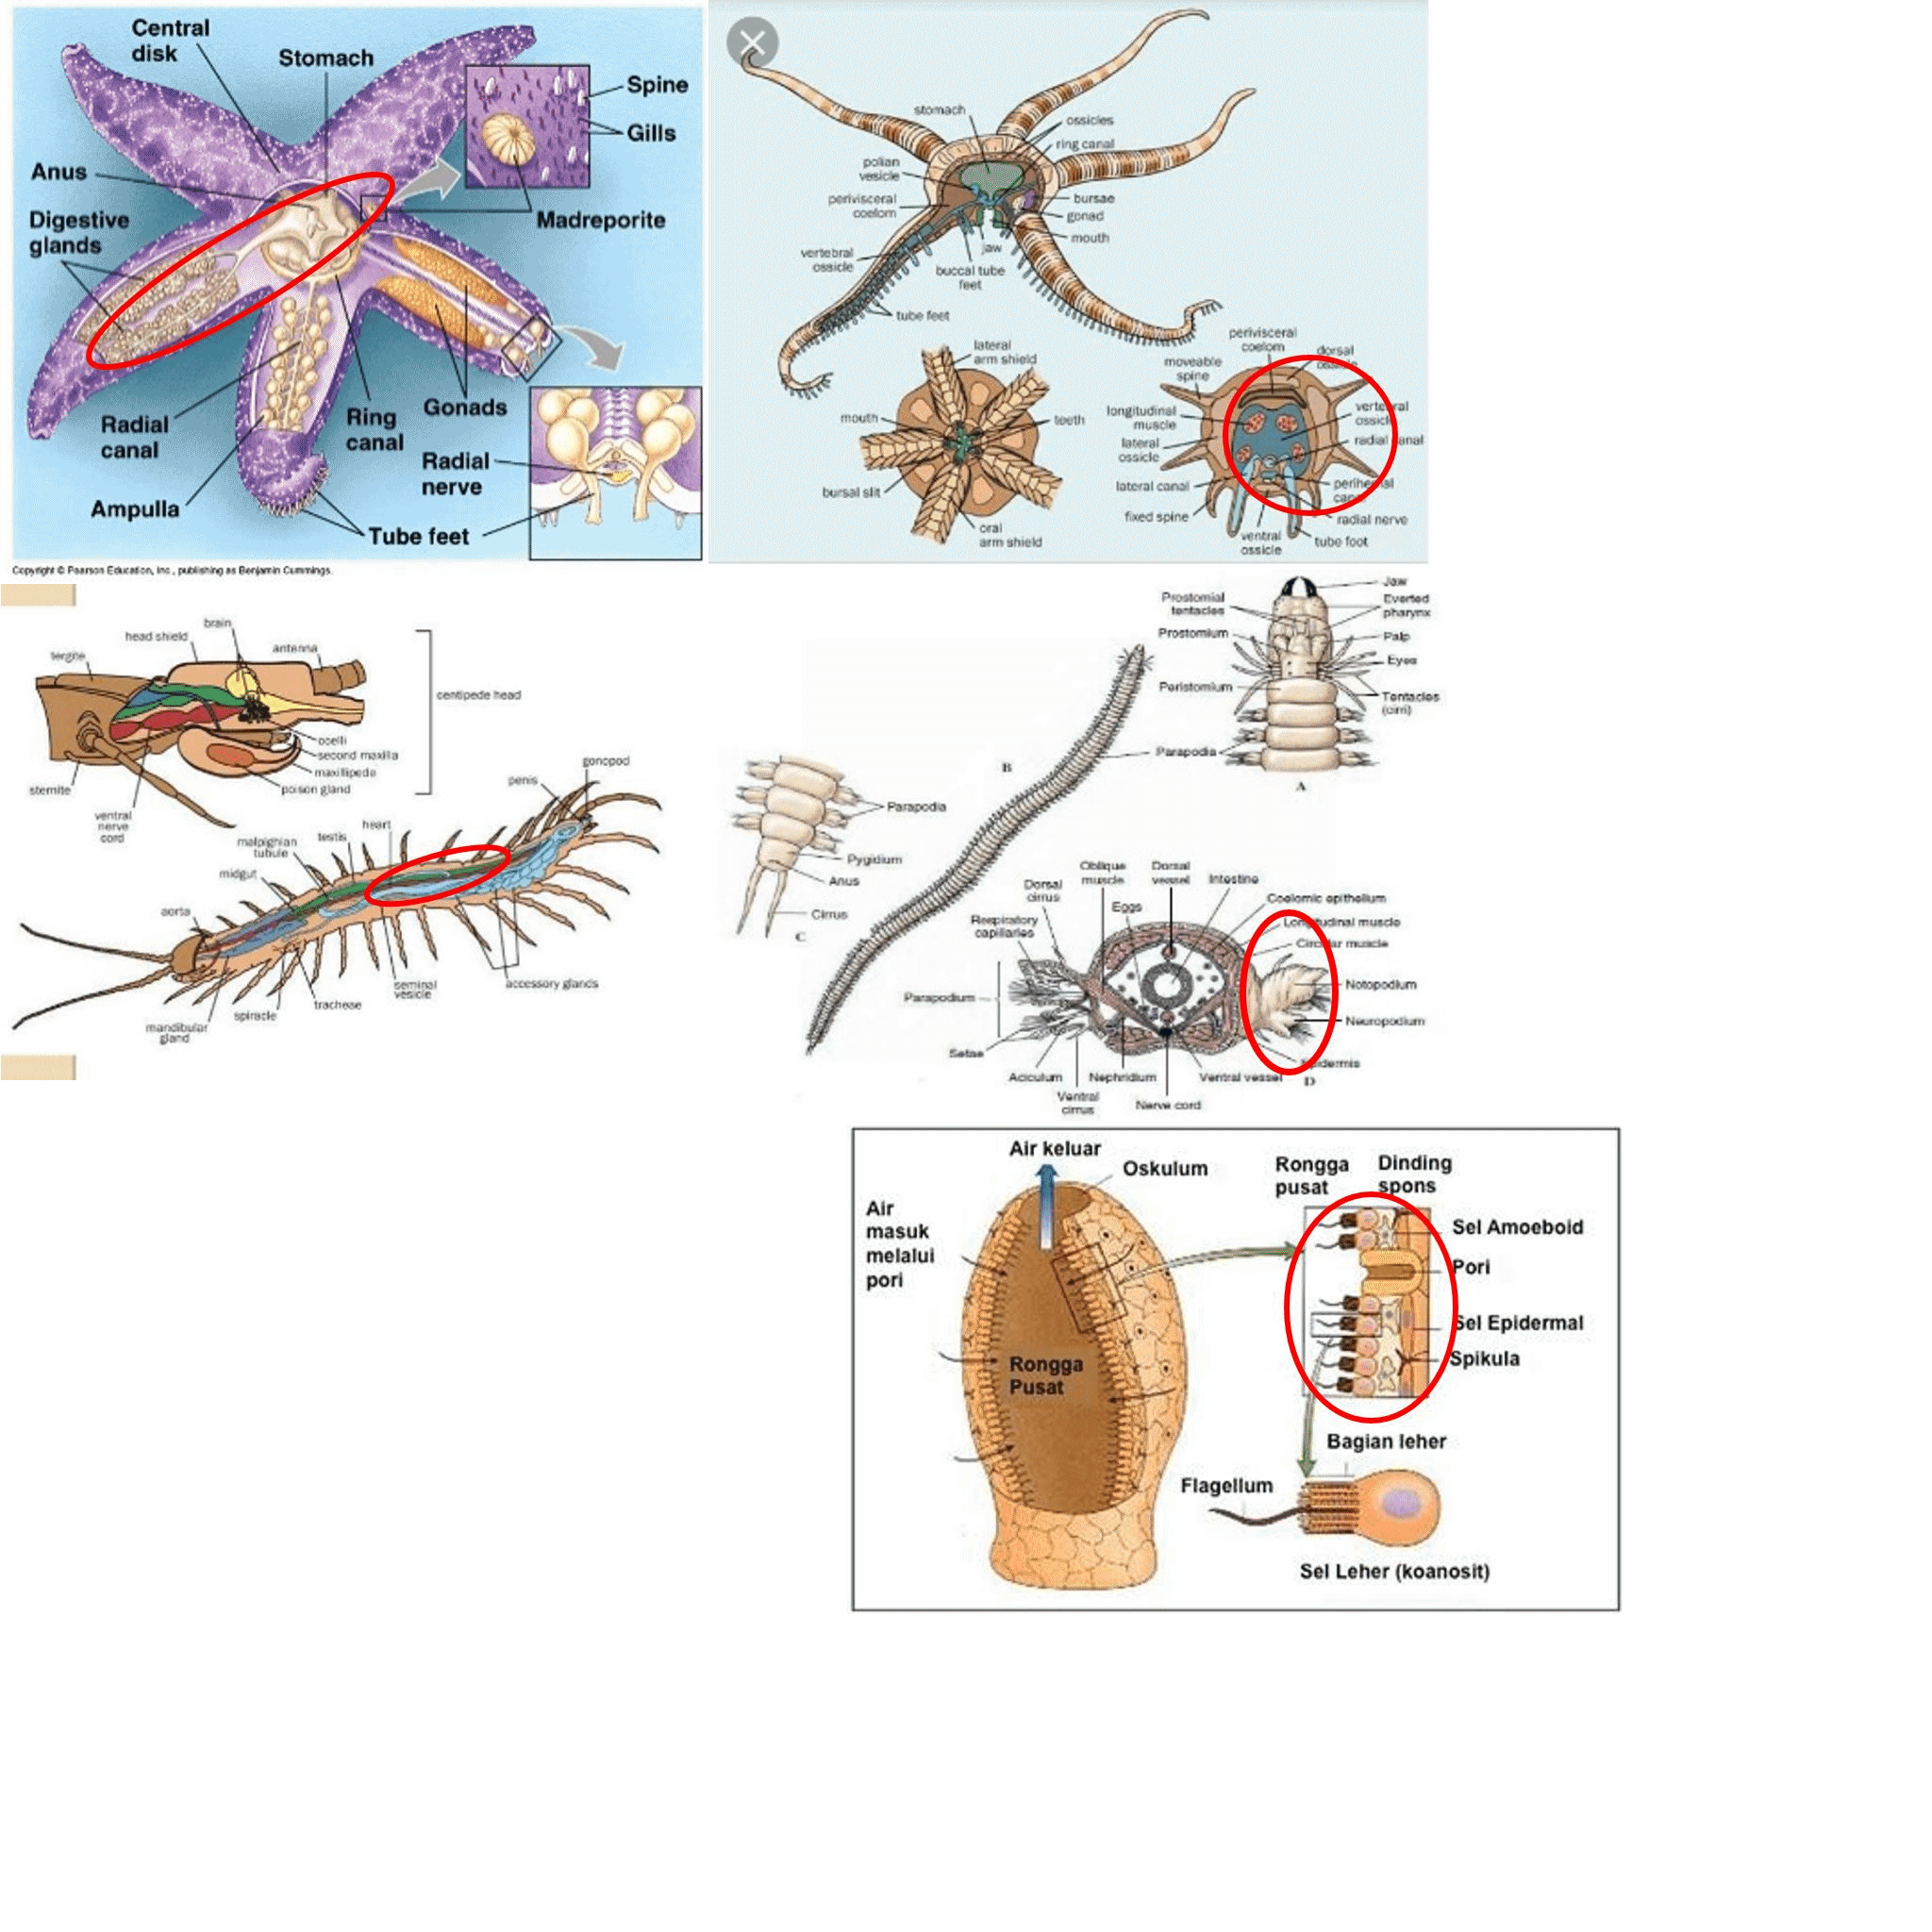 Central
disk
Stomach
Spine
Gills
Anus
Digestive
glands
Madreporite
Radial
canal
Ring
canal
Gonads
Radial
nerve
Ampulla
Tube feet
Copyright © Pearson Education, Inc., publishing as Benjamin Cummings.
stomach
ossicles
ring canal
polian
vesicle
perivisceral
coelom
bursae
gonad
mouth
jaw
vertebral
ossicle
buccal tube
feet
tube feet
lateral
arm shield
mouth
teeth
bursal slit
oral
arm shield
perivisceral
coelom
dorsal
moveable
spine
longitudinal
muscle
lateral
ossicle
vertebral
ossicle
radial canal
lateral canal
fixed spine
radial nerve
ventral
ossicle
tube foot
brain
head shield
antenna
tergite
centipede head
ocelli
second maxilla
maxillipede
poison gland
sternite
ventral
nerve
cord
gonopod
penis
heart
testis
malpighian
tubule
midgut
aorta
seminal
vesicle
accessory glands
tracheae
spiracle
mandibular
gland
Jaw
Prostomial
tentacles
Everted
pharynx
Prostomium
Palp
Eyes
Peristomium
Tentacles
(cirri)
Parapodia
A
B
Parapodia
Pygidium
Anus
Cirrus
C
Oblique
muscle
Dorsal
vessel
Intestine
Dorsal
cirrus
Eggs
Coelomic epithelium
Respiratory
capillaries
Longitudinal muscle
Circular muscle
Notopodium
Parapodium
Neuropodium
Setae
Epidermis
Aciculum
Nephridium
Ventral vessel
D
Ventral
cirrus
Nerve cord
Air keluar
Oskulum
Rongga
pusat
Dinding
spons
Air
masuk
melalui
pori
Sel Amoeboid
Pori
Sel Epidermal
Spikula
Rongga
Pusat
Bagian leher
Flagellum
Sel Leher (koanosit)